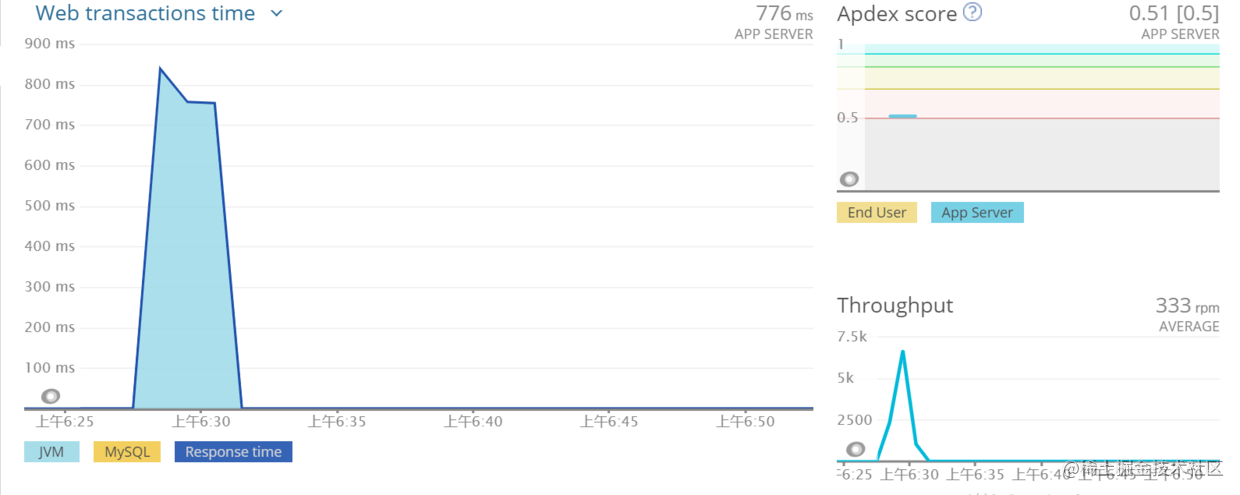 Web transactions time
776 ms
APP SERVER
900 ms
800 ms
700 ms
600 ms
500 ms
400 ms
300 ms
200 ms
100 ms
上午6:25 上午6:30 上午6:35 上午6:40 上午6:45 上午6:50
JVM MySQL Response time
Apdex score ?
0.51 [0.5]
APP SERVER
1
0.5
End User App Server
Throughput
333 rpm
AVERAGE
7.5k
5k
2500
6:25 上午6:30 上午6:35 上午6:40 上午6:45 上午6:50
@稀土掘金技术社区